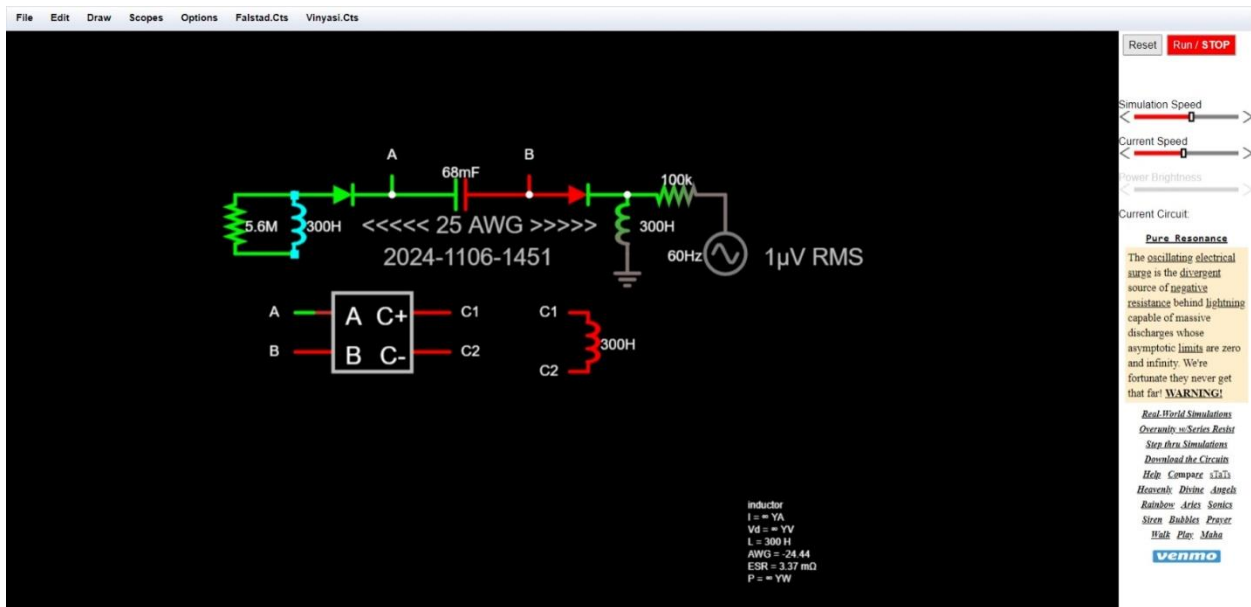 File Edit Draw Scopes Options Falstad.Cts Vinyasi.Cts
Reset Run / STOP
Simulation Speed
Current Speed
Power Brightness
Current Circuit:
Pure Resonance
The oscillating electrical
surge is the divergent
source of negative
resistance behind lightning
capable of massive
discharges whose
asymptotic limits are zero
and infinity. We're
fortunate they never get
that far! WARNING!
Real-World Simulations
Overunity w/Series Resist
Step thru Simulations
Download the Circuits
Help Compare sTaTs
Heavenly Divine Angels
Rainbow Aries Sonics
Siren Bubbles Prayer
Walk Play Maha
venmo
A B
68mF 100k
5.6M 300H <<<<< 25 AWG >>>>> 300H
2024-1106-1451 60Hz 1µV RMS
A A C+ C1 C1
B B C- C2 300H
C2
inductor
I = ∞ YA
Vd = ∞ YV
L = 300 H
AWG = -24.44
ESR = 3.37 mΩ
P = ∞ YW